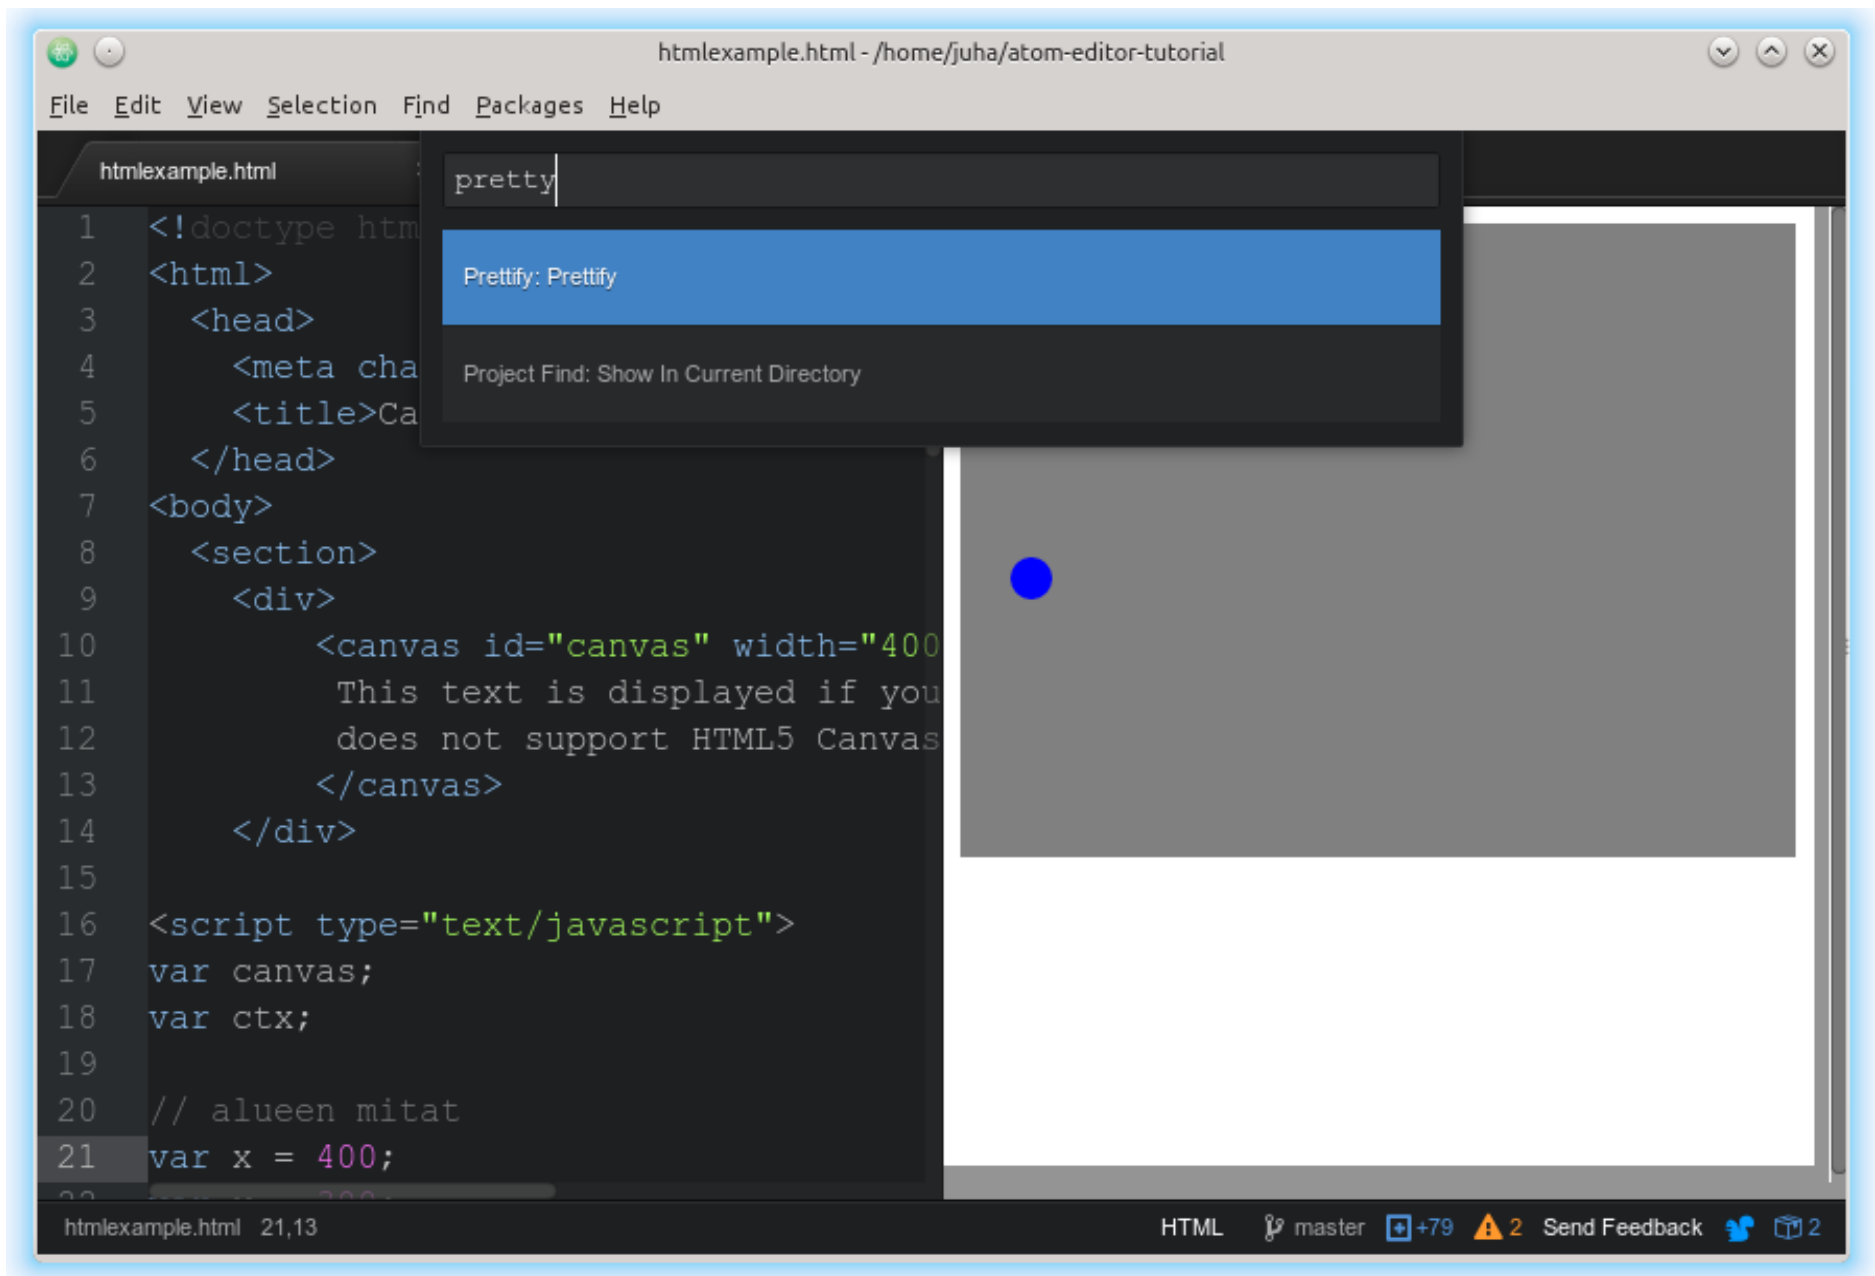 htmlexample.html - /home/juha/atom-editor-tutorial
File Edit View Selection Find Packages Help
htmlexample.html
pretty
Prettify: Prettify
Project Find: Show In Current Directory
1 <!doctype htm
2 <html>
3 <head>
4 <meta cha
5 <title>Ca
6 </head>
7 <body>
8 <section>
9 <div>
10 <canvas id="canvas" width="400
11 This text is displayed if you
12 does not support HTML5 Canvas
13 </canvas>
14 </div>
15
16 <script type="text/javascript">
17 var canvas;
18 var ctx;
19
20 // alueen mitat
21 var x = 400;
htmlexample.html 21,13 HTML master +79 2 Send Feedback 2